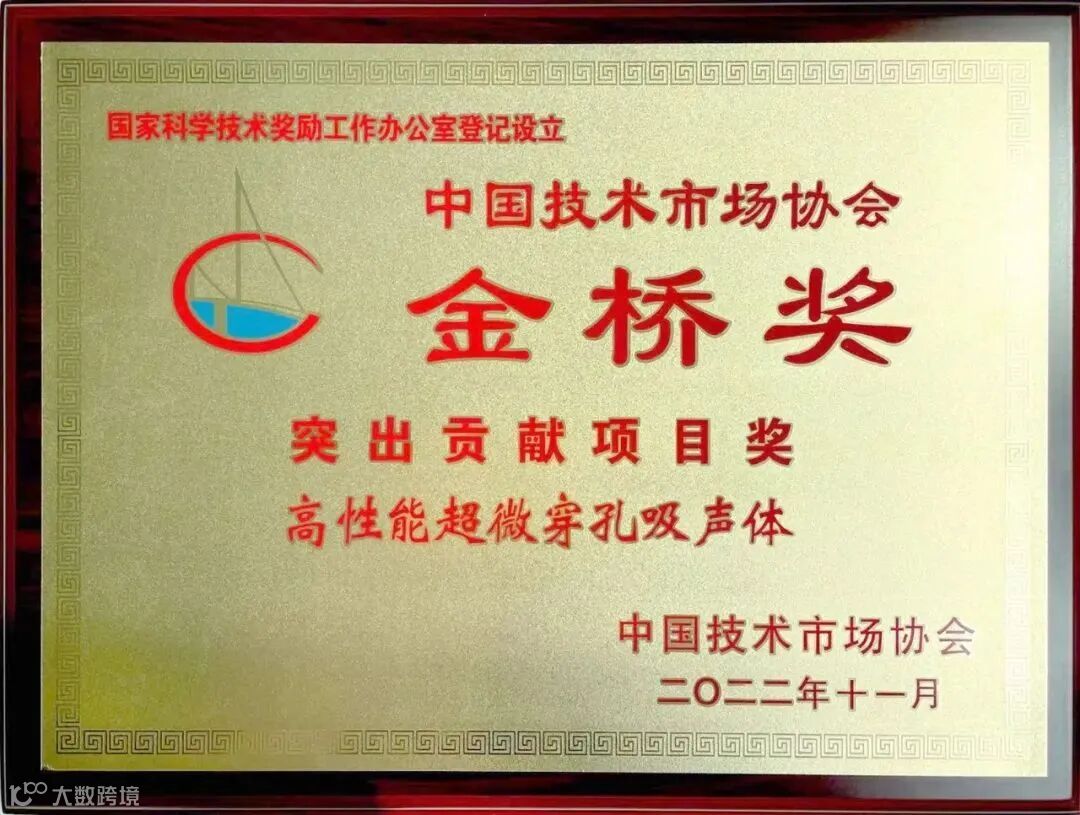 国家科学技术奖励工作办公室登记设立
中国技术市场协会
金桥奖
突出贡献项目奖
高性能超微穿孔吸声体
中国技术市场协会
二〇二二年十一月
大数跨境